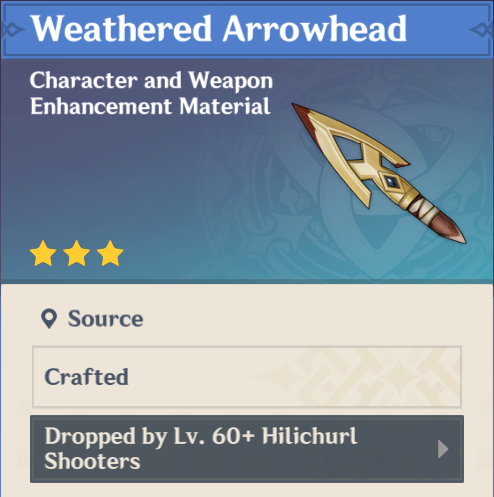 Weathered Arrowhead
Character and Weapon
Enhancement Material
Source
Crafted
Dropped by Lv. 60+ Hilichurl
Shooters